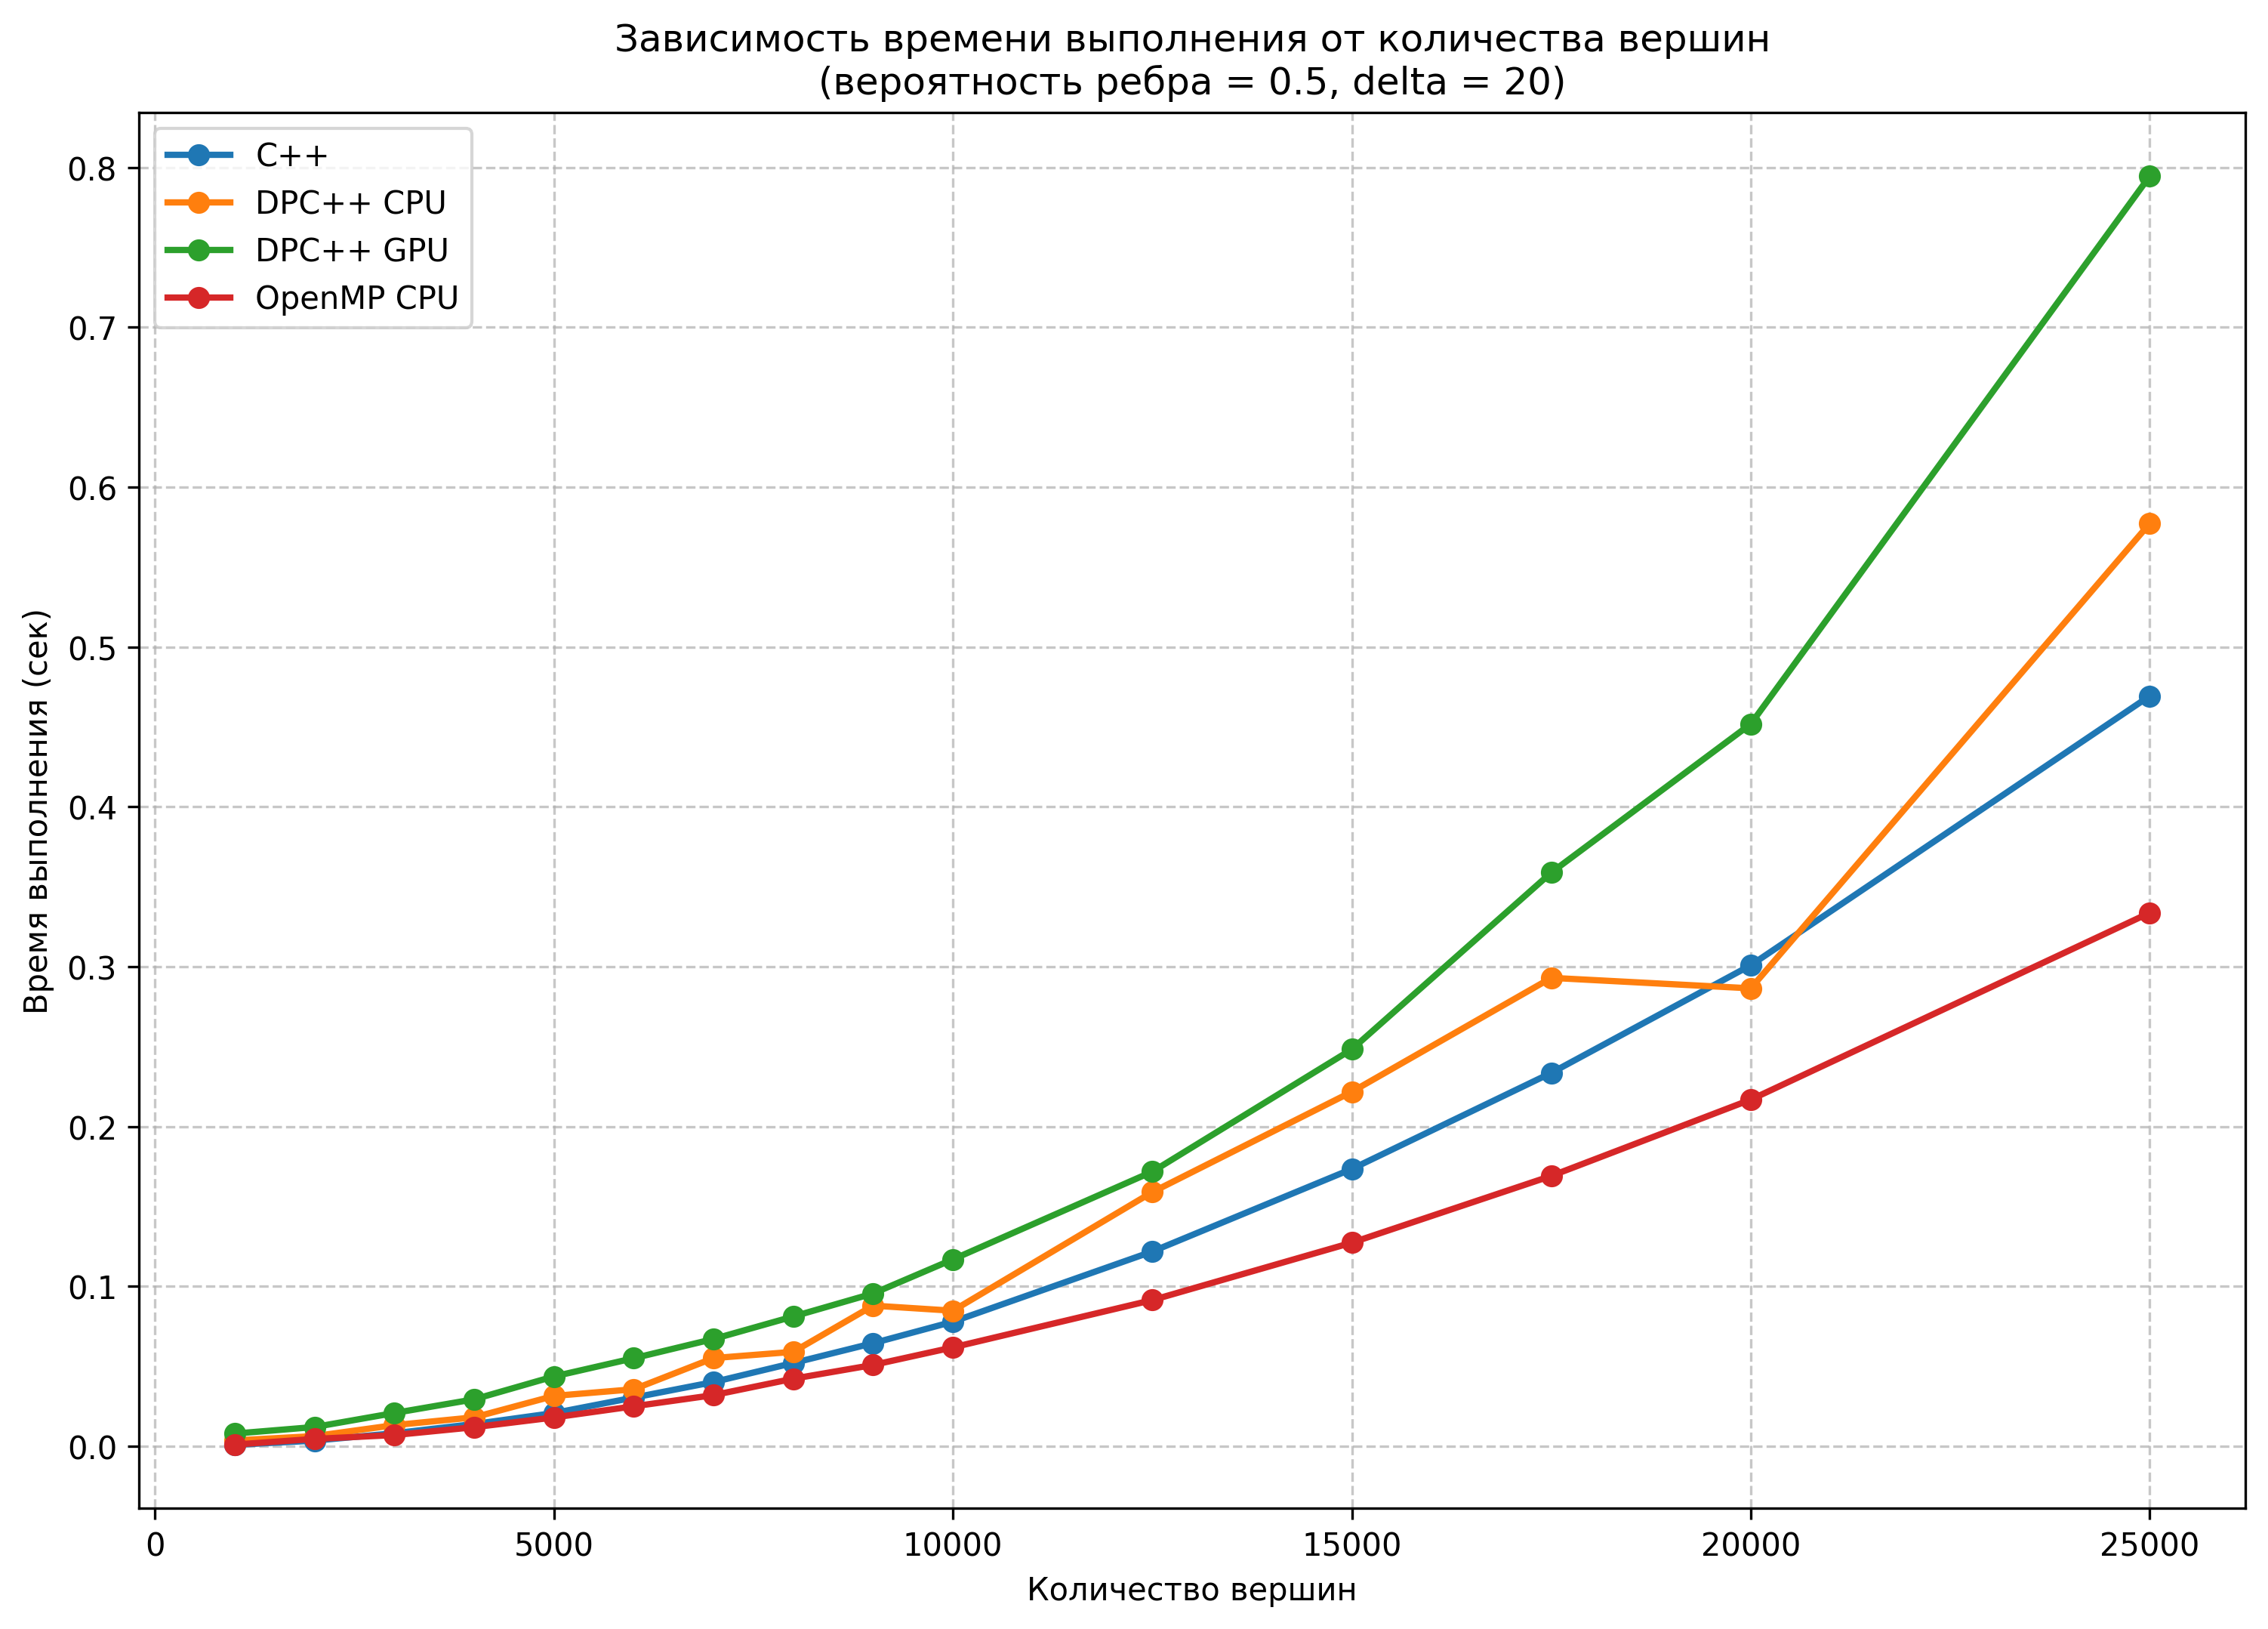 Зависимость времени выполнения от количества вершин
(вероятность ребра = 0.5, delta = 20)
C++
DPC++ CPU
DPC++ GPU
OpenMP CPU
Время выполнения (сек)
0.8
0.7
0.6
0.5
0.4
0.3
0.2
0.1
0.0
0 5000 10000 15000 20000 25000
Количество вершин